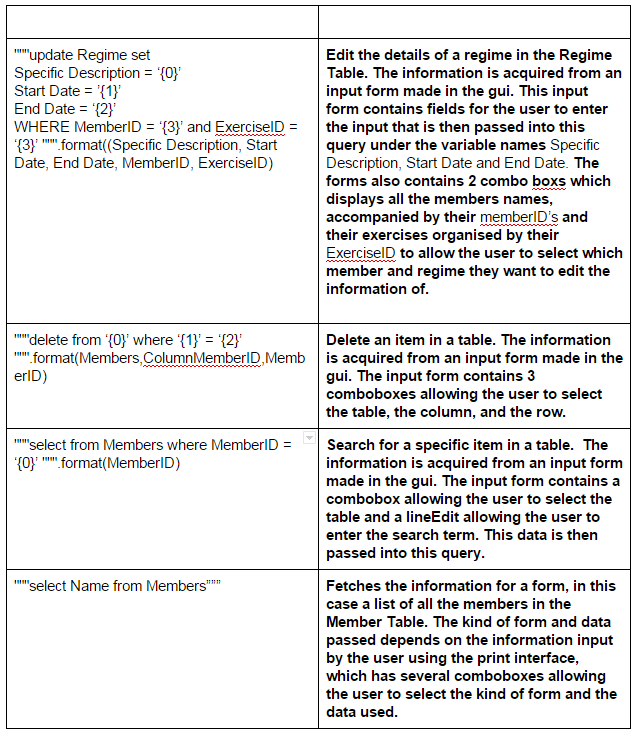 """update Regime set
Specific Description = ‘{0}’
Start Date = ‘{1}’
End Date = ‘{2}’
WHERE MemberID = ‘{3}’ and ExerciseID =
‘{3}’ """.format((Specific Description, Start
Date, End Date, MemberID, ExerciseID)
Edit the details of a regime in the Regime
Table. The information is acquired from an
input form made in the gui. This input
form contains fields for the user to enter
the input that is then passed into this
query under the variable names Specific
Description, Start Date and End Date. The
forms also contains 2 combo boxs which
displays all the members names,
accompanied by their memberID’s and
their exercises organised by their
ExerciseID to allow the user to select which
member and regime they want to edit the
information of.
"""delete from ‘{0}’ where ‘{1}’ = ‘{2}’
""".format(Members,ColumnMemberID,Memb
erID)
Delete an item in a table. The information
is acquired from an input form made in the
gui. The input form contains 3
comboboxes allowing the user to select
the table, the column, and the row.
"""select from Members where MemberID =
‘{0}’ """.format(MemberID)
Search for a specific item in a table.  The
information is acquired from an input form
made in the gui. The input form contains a
combobox allowing the user to select the
table and a lineEdit allowing the user to
enter the search term. This data is then
passed into this query.
"""select Name from Members”””
Fetches the information for a form, in this
case a list of all the members in the
Member Table. The kind of form and data
passed depends on the information input
by the user using the print interface,
which has several comboboxes allowing
the user to select the kind of form and the
data used.